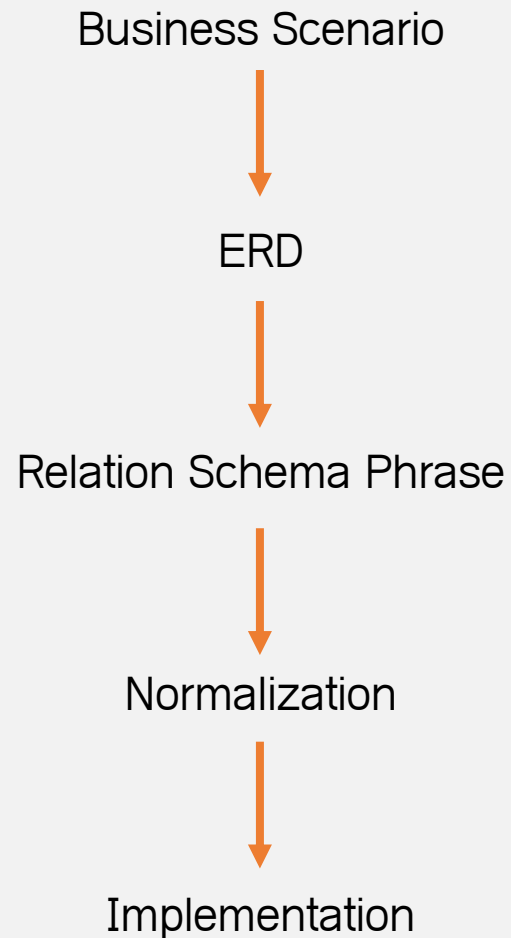 Business Scenario
ERD
Relation Schema Phrase
Normalization
Implementation